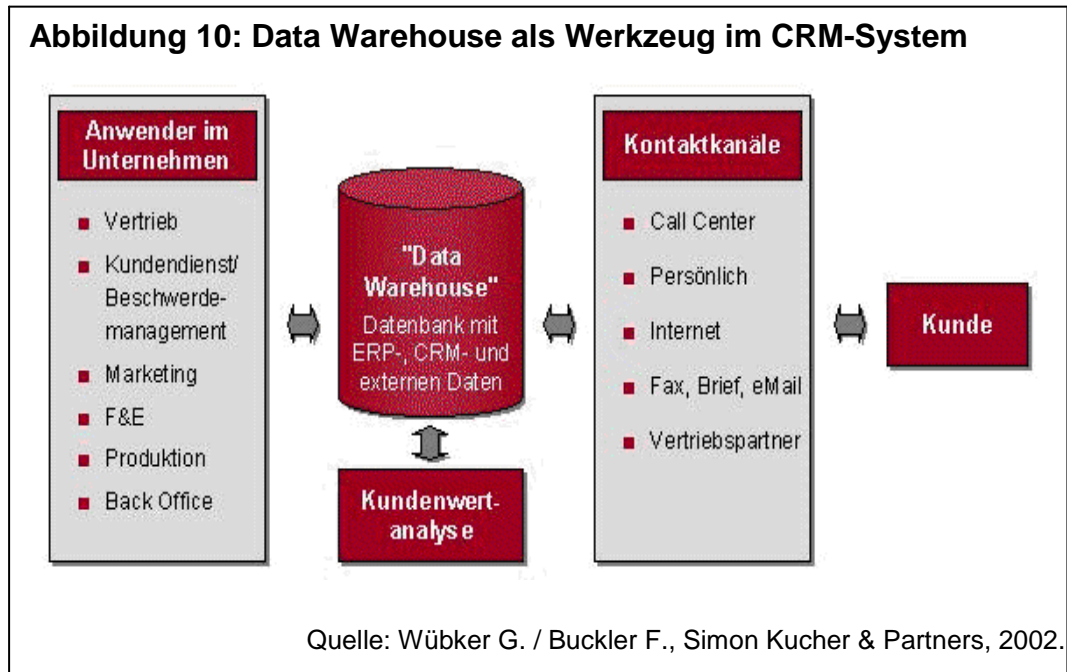 Abbildung 10: Data Warehouse als Werkzeug im CRM-System
Anwender im
Unternehmen
Vertrieb
Kundendienst/
Beschwerde-
management
Marketing
F&E
Produktion
Back Office
"Data
Warehouse"
Datenbank mit
ERP-, CRM- und
externen Daten
Kundenwert-
analyse
Kontaktkanäle
Call Center
Persönlich
Internet
Fax, Brief, eMail
Vertriebspartner
Kunde
Quelle: Wübker G. / Buckler F., Simon Kucher & Partners, 2002.